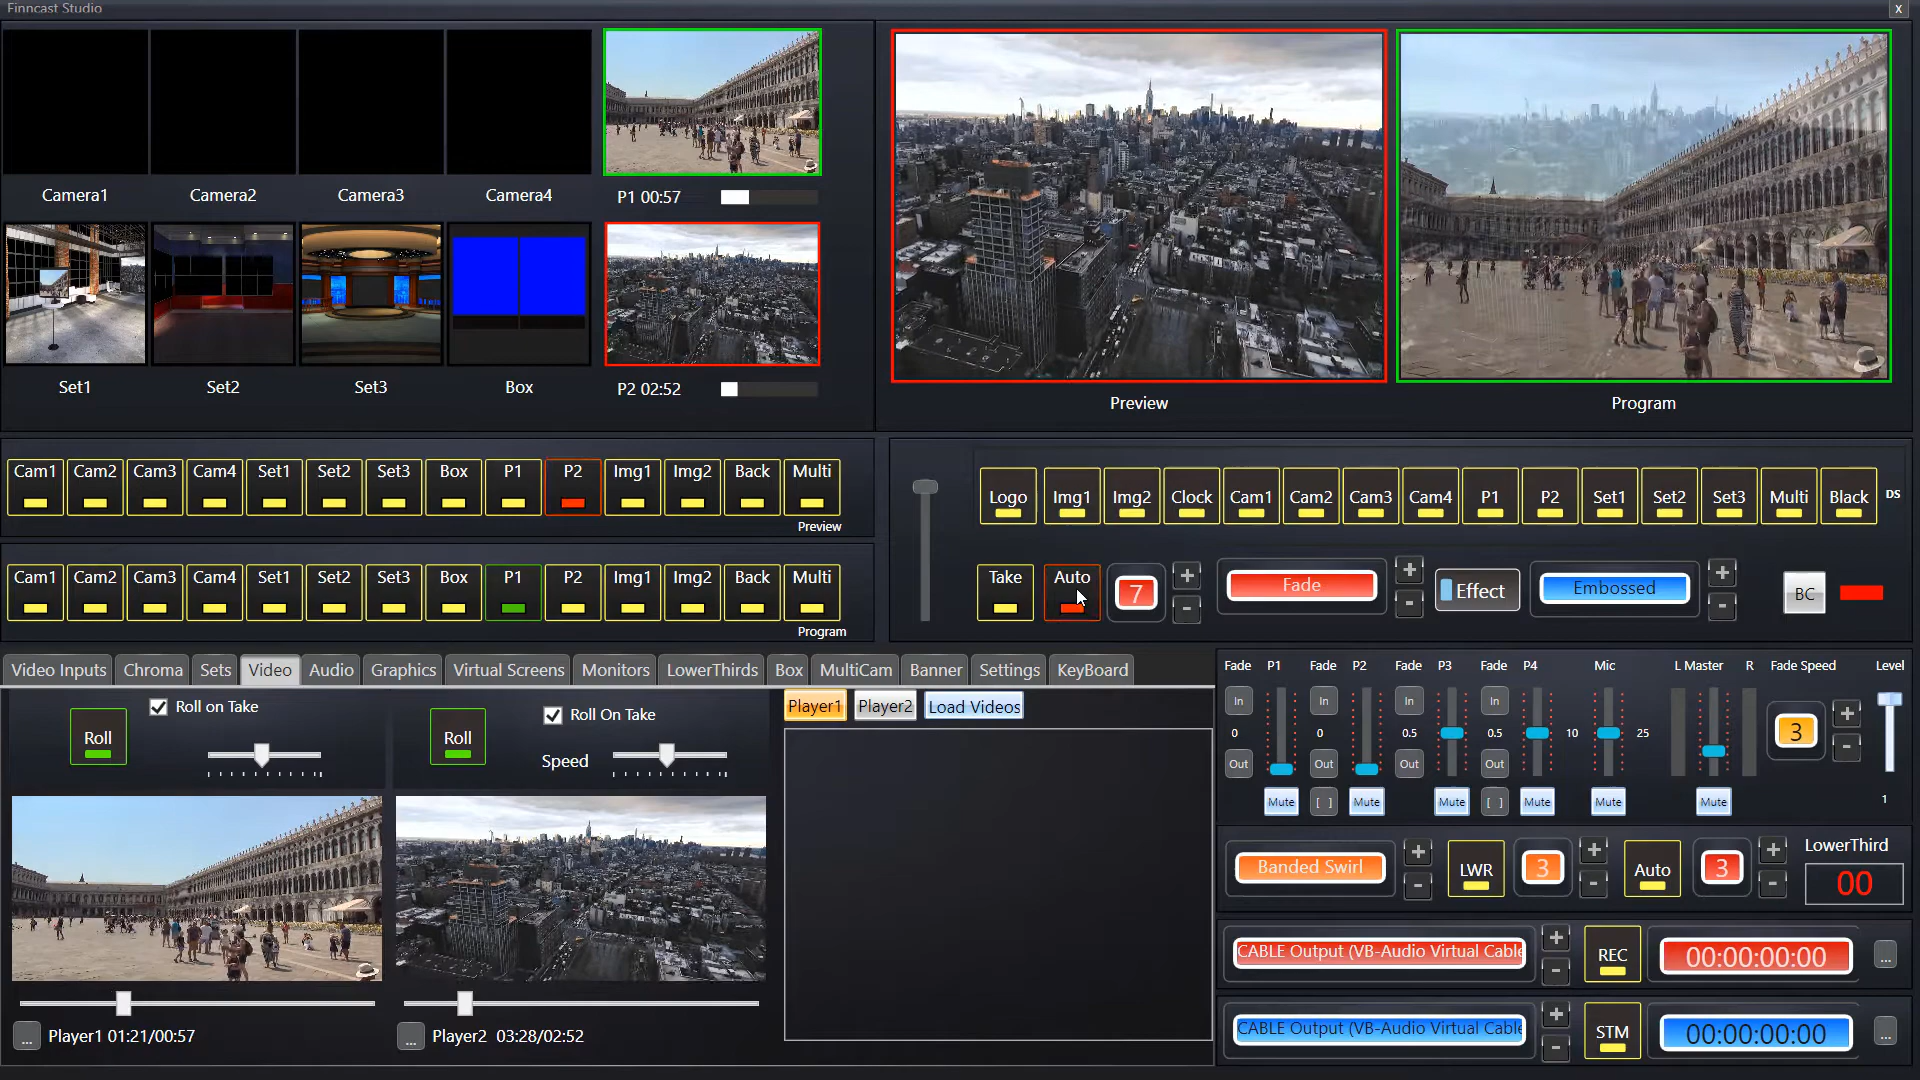 Finncast Studio
X
Camera1 Camera2 Camera3 Camera4 P1 00:57
Set1 Set2 Set3 Box P2 02:52
Preview Program
Cam1 Cam2 Cam3 Cam4 Set1 Set2 Set3 Box P1 P2 Img1 Img2 Back Multi
Preview
Cam1 Cam2 Cam3 Cam4 Set1 Set2 Set3 Box P1 P2 Img1 Img2 Back Multi
Program
Logo Img1 Img2 Clock Cam1 Cam2 Cam3 Cam4 P1 P2 Set1 Set2 Set3 Multi Black DS
Take Auto 7 + - Fade + - Effect Embossed + - BC
Video Inputs Chroma Sets Video Audio Graphics Virtual Screens Monitors LowerThirds Box MultiCam Banner Settings KeyBoard
Roll Roll on Take
Roll Roll On Take
Speed
Player1 Player2 Load Videos
... Player1 01:21/00:57
... Player2 03:28/02:52
Fade P1 Fade P2 Fade P3 Fade P4 Mic L Master R Fade Speed Level
In In In In
0 0 0.5 0.5 10 25 3 + -
Out Out Out Out
Mute [ ] Mute Mute [ ] Mute Mute Mute 1
Banded Swirl + - LWR 3 + - Auto 3 + - LowerThird
00
CABLE Output (VB-Audio Virtual Cable + - REC 00:00:00:00 ...
CABLE Output (VB-Audio Virtual Cable + - STM 00:00:00:00 ...